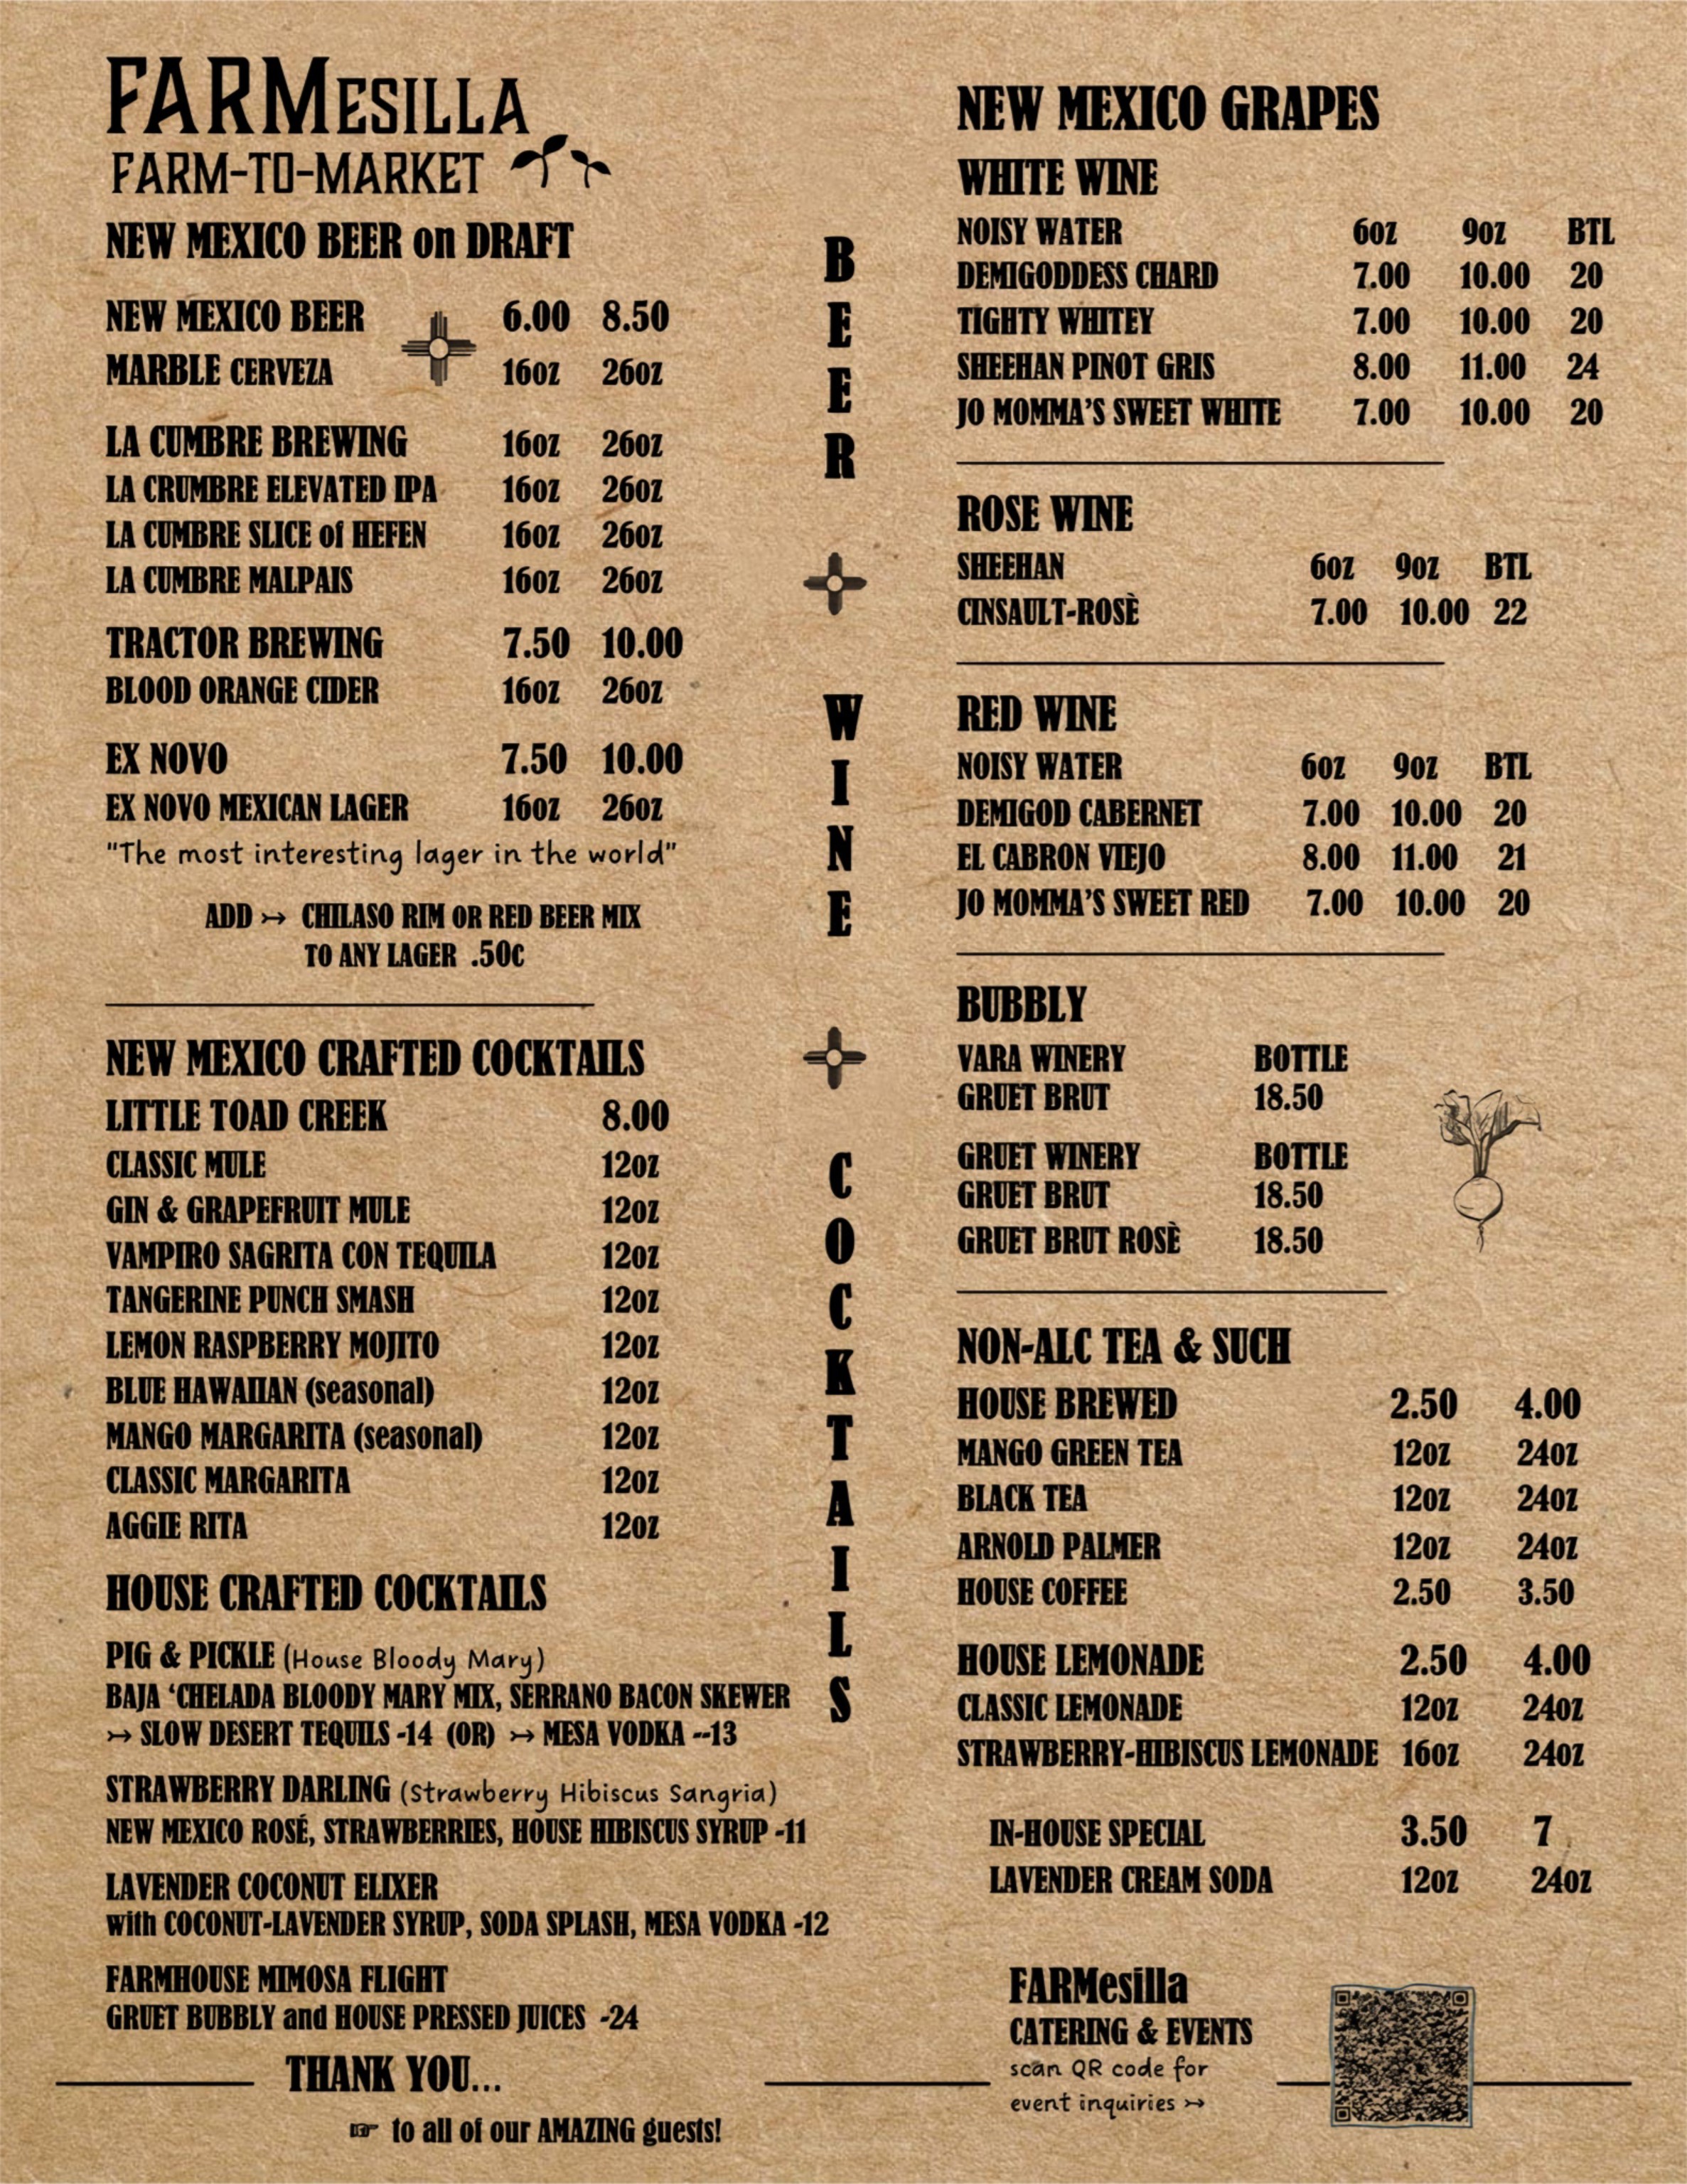 FARMESILLA
FARM-TO-MARKET
NEW MEXICO BEER on DRAFT
NEW MEXICO BEER 6.00 8.50
MARBLE CERVEZA 16OZ 26OZ
LA CUMBRE BREWING 16OZ 26OZ
LA CRUMBRE ELEVATED IPA 16OZ 26OZ
LA CUMBRE SLICE of HEFEN 16OZ 26OZ
LA CUMBRE MALPAIS 16OZ 26OZ
TRACTOR BREWING 7.50 10.00
BLOOD ORANGE CIDER 16OZ 26OZ
EX NOVO 7.50 10.00
EX NOVO MEXICAN LAGER 16OZ 26OZ
"The most interesting lager in the world"
ADD ↣ CHILASO RIM OR RED BEER MIX
TO ANY LAGER .50¢
NEW MEXICO CRAFTED COCKTAILS
LITTLE TOAD CREEK 8.00
CLASSIC MULE 12OZ
GIN & GRAPEFRUIT MULE 12OZ
VAMPIRO SAGRITA CON TEQUILA 12OZ
TANGERINE PUNCH SMASH 12OZ
LEMON RASPBERRY MOJITO 12OZ
BLUE HAWAIIAN (seasonal) 12OZ
MANGO MARGARITA (seasonal) 12OZ
CLASSIC MARGARITA 12OZ
AGGIE RITA 12OZ
HOUSE CRAFTED COCKTAILS
PIG & PICKLE (House Bloody Mary)
BAJA ‘CHELADA BLOODY MARY MIX, SERRANO BACON SKEWER
↣ SLOW DESERT TEQUILS -14 (OR) ↣ MESA VODKA --13
STRAWBERRY DARLING (Strawberry Hibiscus Sangria)
NEW MEXICO ROSÉ, STRAWBERRIES, HOUSE HIBISCUS SYRUP -11
LAVENDER COCONUT ELIXER
with COCONUT-LAVENDER SYRUP, SODA SPLASH, MESA VODKA -12
FARMHOUSE MIMOSA FLIGHT
GRUET BUBBLY and HOUSE PRESSED JUICES -24
THANK YOU...
☞ to all of our AMAZING guests!
BEER
WINE
COCKTAILS
NEW MEXICO GRAPES
WHITE WINE
NOISY WATER 6OZ 9OZ BTL
DEMIGODDESS CHARD 7.00 10.00 20
TIGHTY WHITEY 7.00 10.00 20
SHEEHAN PINOT GRIS 8.00 11.00 24
JO MOMMA’S SWEET WHITE 7.00 10.00 20
ROSE WINE
SHEEHAN 6OZ 9OZ BTL
CINSAULT-ROSÈ 7.00 10.00 22
RED WINE
NOISY WATER 6OZ 9OZ BTL
DEMIGOD CABERNET 7.00 10.00 20
EL CABRON VIEJO 8.00 11.00 21
JO MOMMA’S SWEET RED 7.00 10.00 20
BUBBLY
VARA WINERY BOTTLE
GRUET BRUT 18.50
GRUET WINERY BOTTLE
GRUET BRUT 18.50
GRUET BRUT ROSÈ 18.50
NON-ALC TEA & SUCH
HOUSE BREWED 2.50 4.00
MANGO GREEN TEA 12OZ 24OZ
BLACK TEA 12OZ 24OZ
ARNOLD PALMER 12OZ 24OZ
HOUSE COFFEE 2.50 3.50
HOUSE LEMONADE 2.50 4.00
CLASSIC LEMONADE 12OZ 24OZ
STRAWBERRY-HIBISCUS LEMONADE 16OZ 24OZ
IN-HOUSE SPECIAL 3.50 7
LAVENDER CREAM SODA 12OZ 24OZ
FARMesilla
CATERING & EVENTS
scan QR code for
event inquiries ↣